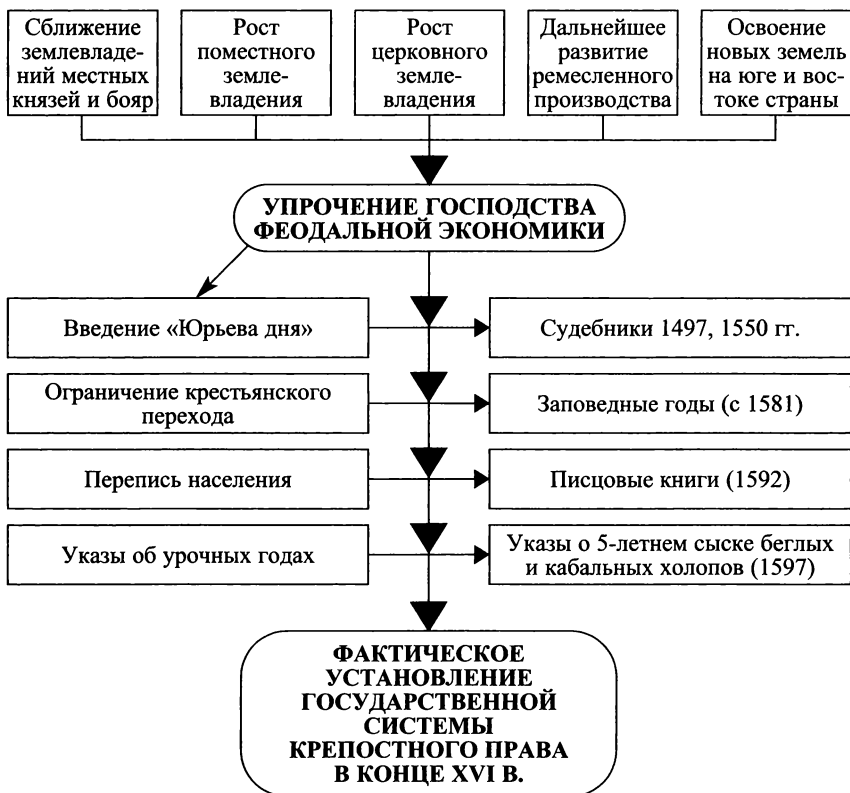 Сближение
землевладе-
ний местных
князей и бояр
Рост
поместного
земле-
владения
Рост
церковного
земле-
владения
Дальнейшее
развитие
ремесленного
производства
Освоение
новых земель
на юге и вос-
токе страны
УПРОЧЕНИЕ ГОСПОДСТВА
ФЕОДАЛЬНОЙ ЭКОНОМИКИ
Введение «Юрьева дня»
Судебники 1497, 1550 гг.
Ограничение крестьянского
перехода
Заповедные годы (с 1581)
Перепись населения
Писцовые книги (1592)
Указы об урочных годах
Указы о 5-летнем сыске беглых
и кабальных холопов (1597)
ФАКТИЧЕСКОЕ
УСТАНОВЛЕНИЕ
ГОСУДАРСТВЕННОЙ
СИСТЕМЫ
КРЕПОСТНОГО ПРАВА
В КОНЦЕ XVI В.